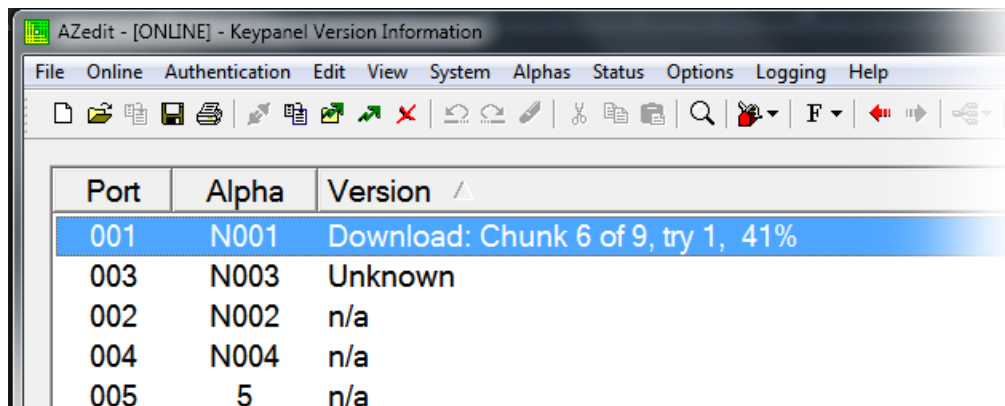 AZedit - [ONLINE] - Keypanel Version Information
File Online Authentication Edit View System Alphas Status Options Logging Help
F
Port Alpha Version
001 N001 Download: Chunk 6 of 9, try 1, 41%
003 N003 Unknown
002 N002 n/a
004 N004 n/a
005 5 n/a